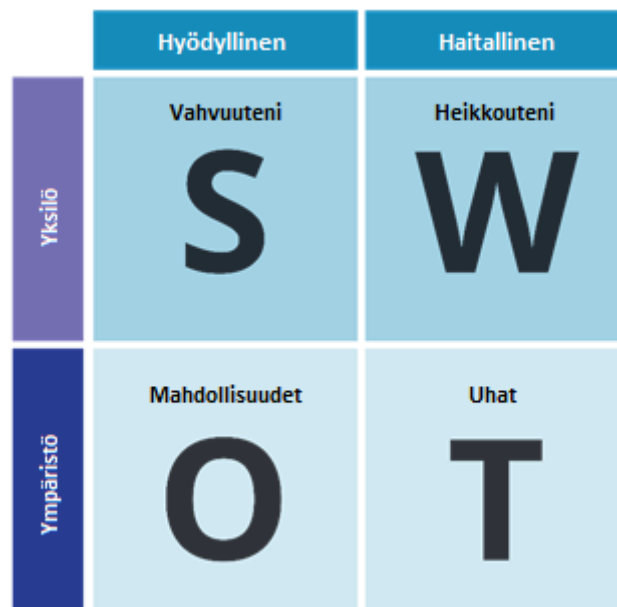 Hyödyllinen
Haitallinen
Yksilö
Vahvuuteni
S
Heikkouteni
W
Ympäristö
Mahdollisuudet
O
Uhat
T